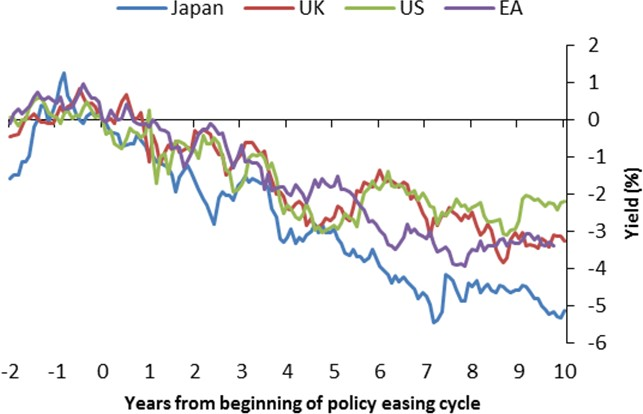 Japan UK US EA
2
1
0
-1
-2
-3
-4
-5
-6
Yield (%)
-2 -1 0 1 2 3 4 5 6 7 8 9 10
Years from beginning of policy easing cycle